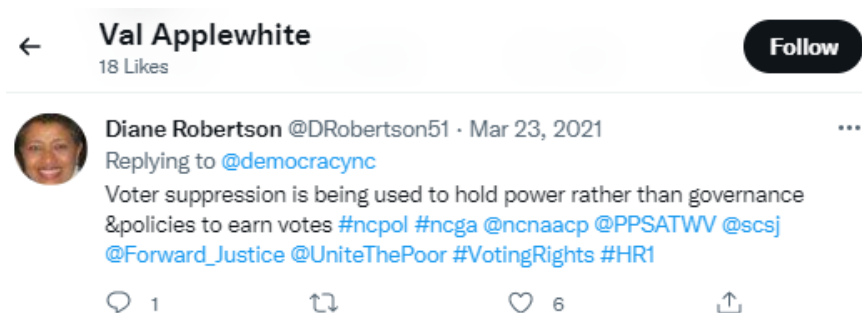 Val Applewhite
18 Likes
Follow
Diane Robertson @DRobertson51 · Mar 23, 2021
Replying to @democracync
Voter suppression is being used to hold power rather than governance
&policies to earn votes #ncpol #ncga @ncnaacp @PPSATWV @scsj
@Forward_Justice @UniteThePoor #VotingRights #HR1
1 6